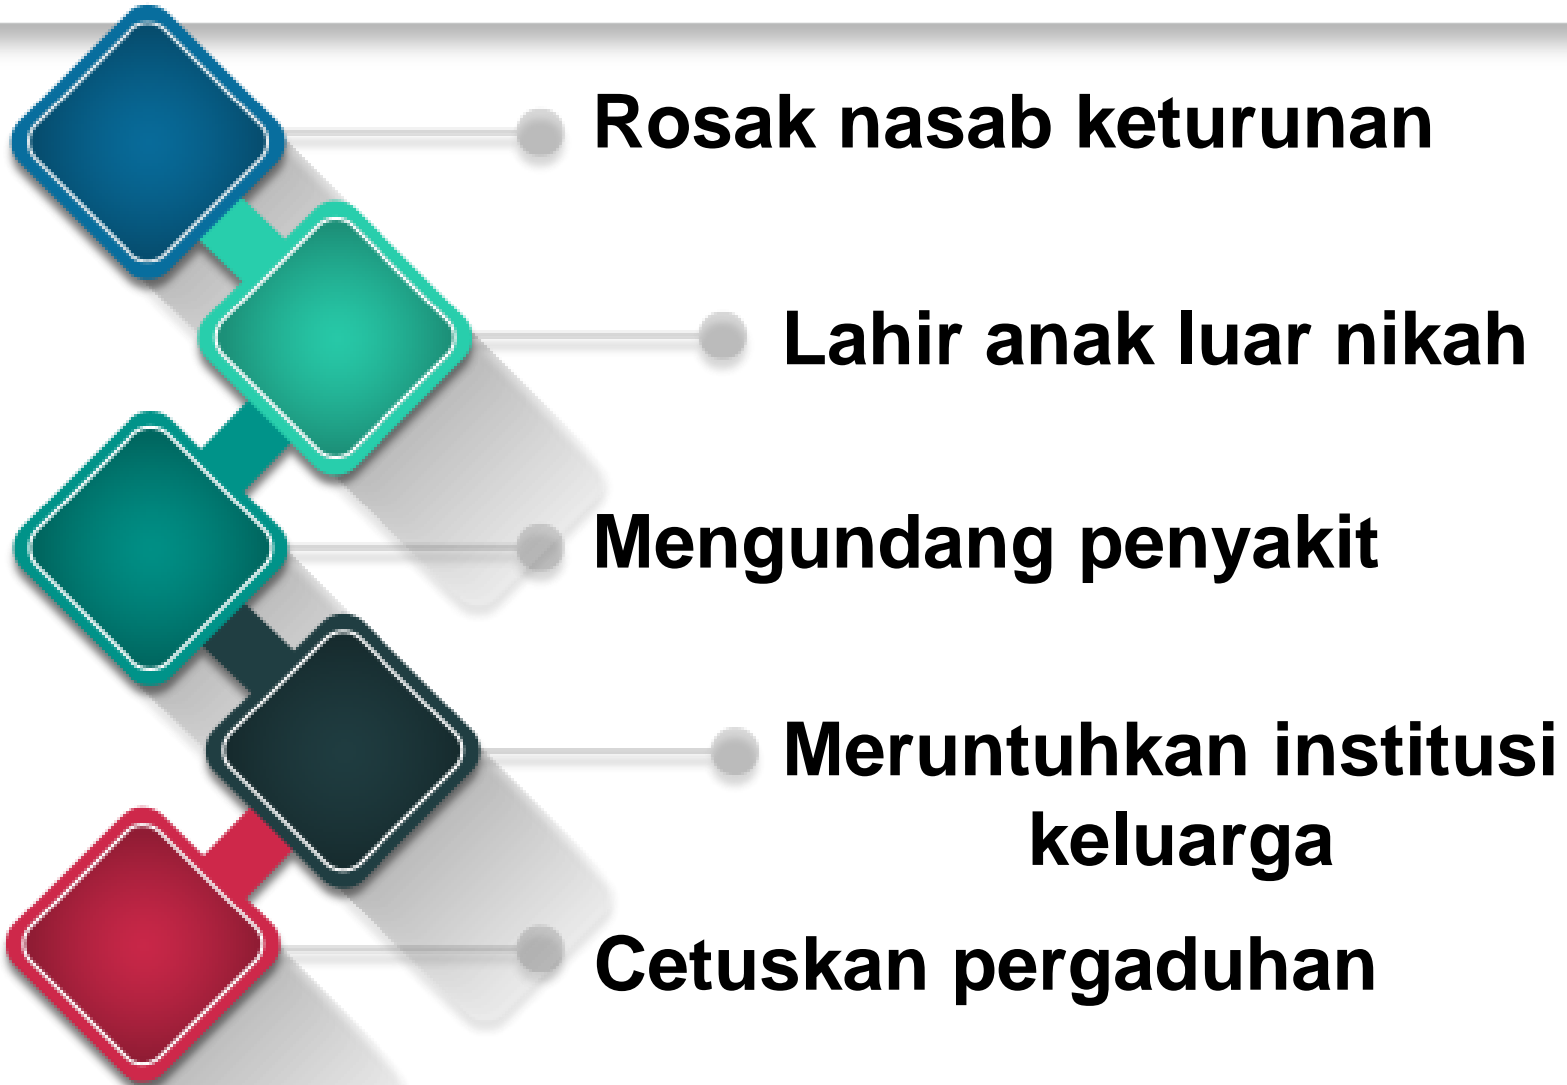 Rosak nasab keturunan
Lahir anak luar nikah
Mengundang penyakit
Meruntuhkan institusi
keluarga
Cetuskan pergaduhan